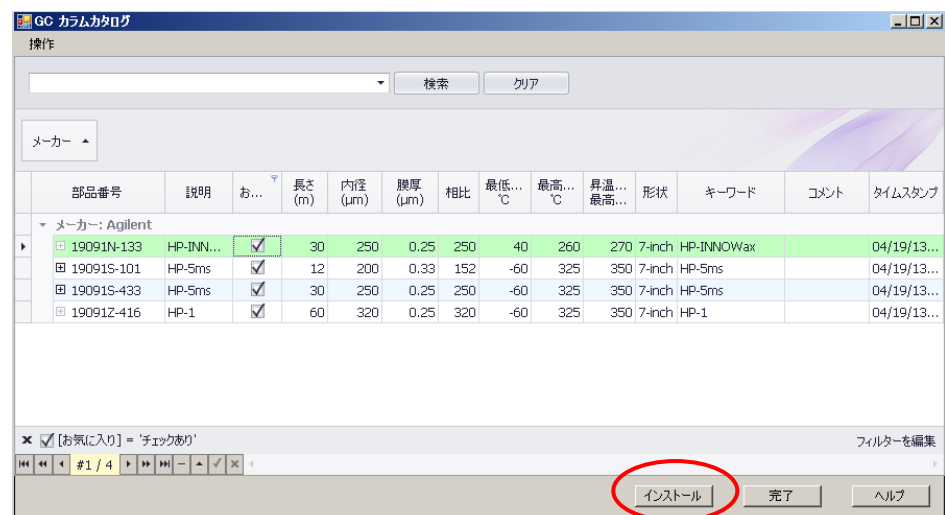 GC カラムカタログ
操作
検索 クリア
メーカー
部品番号 説明 お... 長さ (m) 内径 (μm) 膜厚 (μm) 相比 最低... ℃ 最高... ℃ 昇温... 最高... 形状 キーワード コメント タイムスタンプ
メーカー: Agilent
19091N-133 HP-INN... 30 250 0.25 250 40 260 270 7-inch HP-INNOWax 04/19/13...
19091S-101 HP-5ms 12 200 0.33 152 -60 325 350 7-inch HP-5ms 04/19/13...
19091S-433 HP-5ms 30 250 0.25 250 -60 325 350 7-inch HP-5ms 04/19/13...
19091Z-416 HP-1 60 320 0.25 320 -60 325 350 7-inch HP-1 04/19/13...
[お気に入り] = 'チェックあり' フィルターを編集
#1 / 4
インストール 完了 ヘルプ